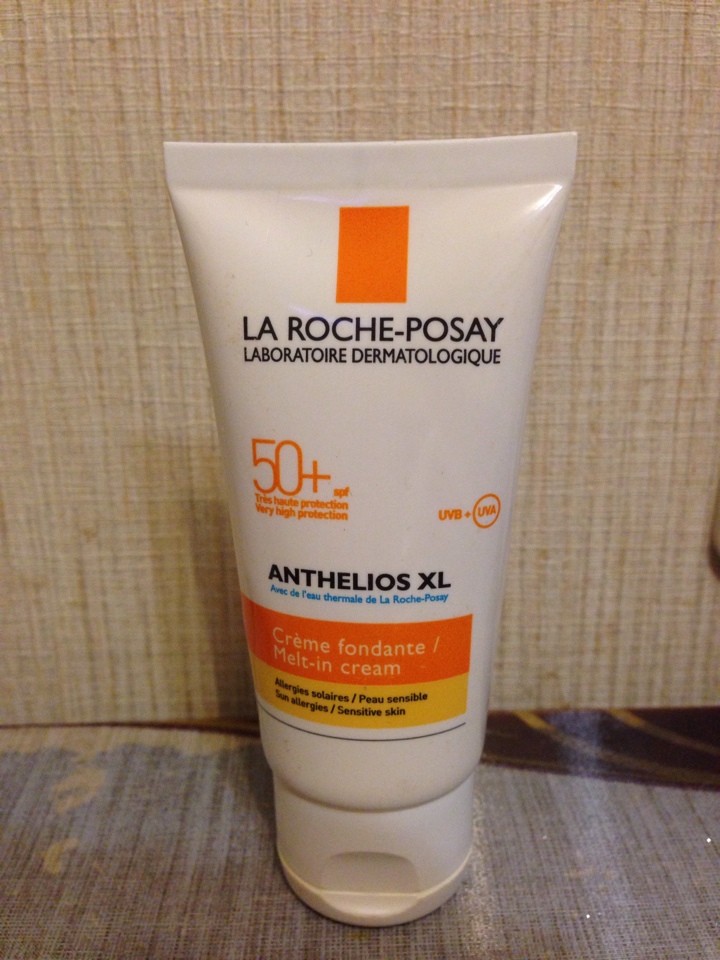 LA ROCHE-POSAY
LABORATOIRE DERMATOLOGIQUE
50+ spf
Très haute protection
Very high protection
UVB + UVA
ANTHELIOS XL
Avec de l'eau thermale de La Roche-Posay
Crème fondante /
Melt-in cream
Allergies solaires / Peau sensible
Sun allergies / Sensitive skin